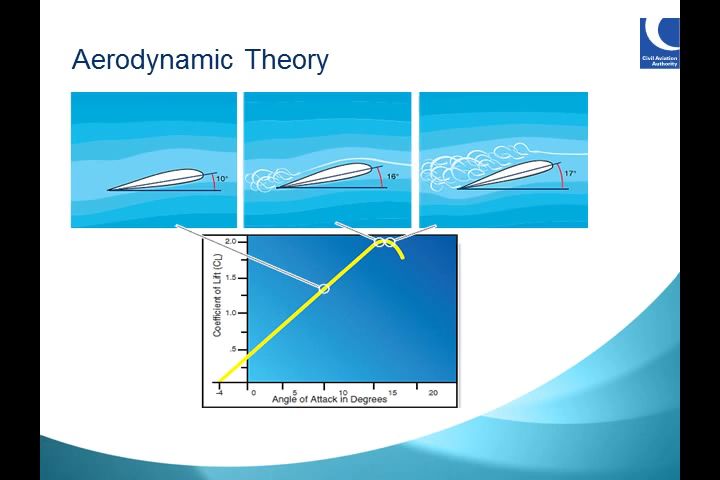 Aerodynamic Theory
Civil Aviation
Authority
10°
16°
17°
2.0
1.5
1.0
.5
Coefficient of Lift (CL)
-4 0 5 10 15 20
Angle of Attack in Degrees